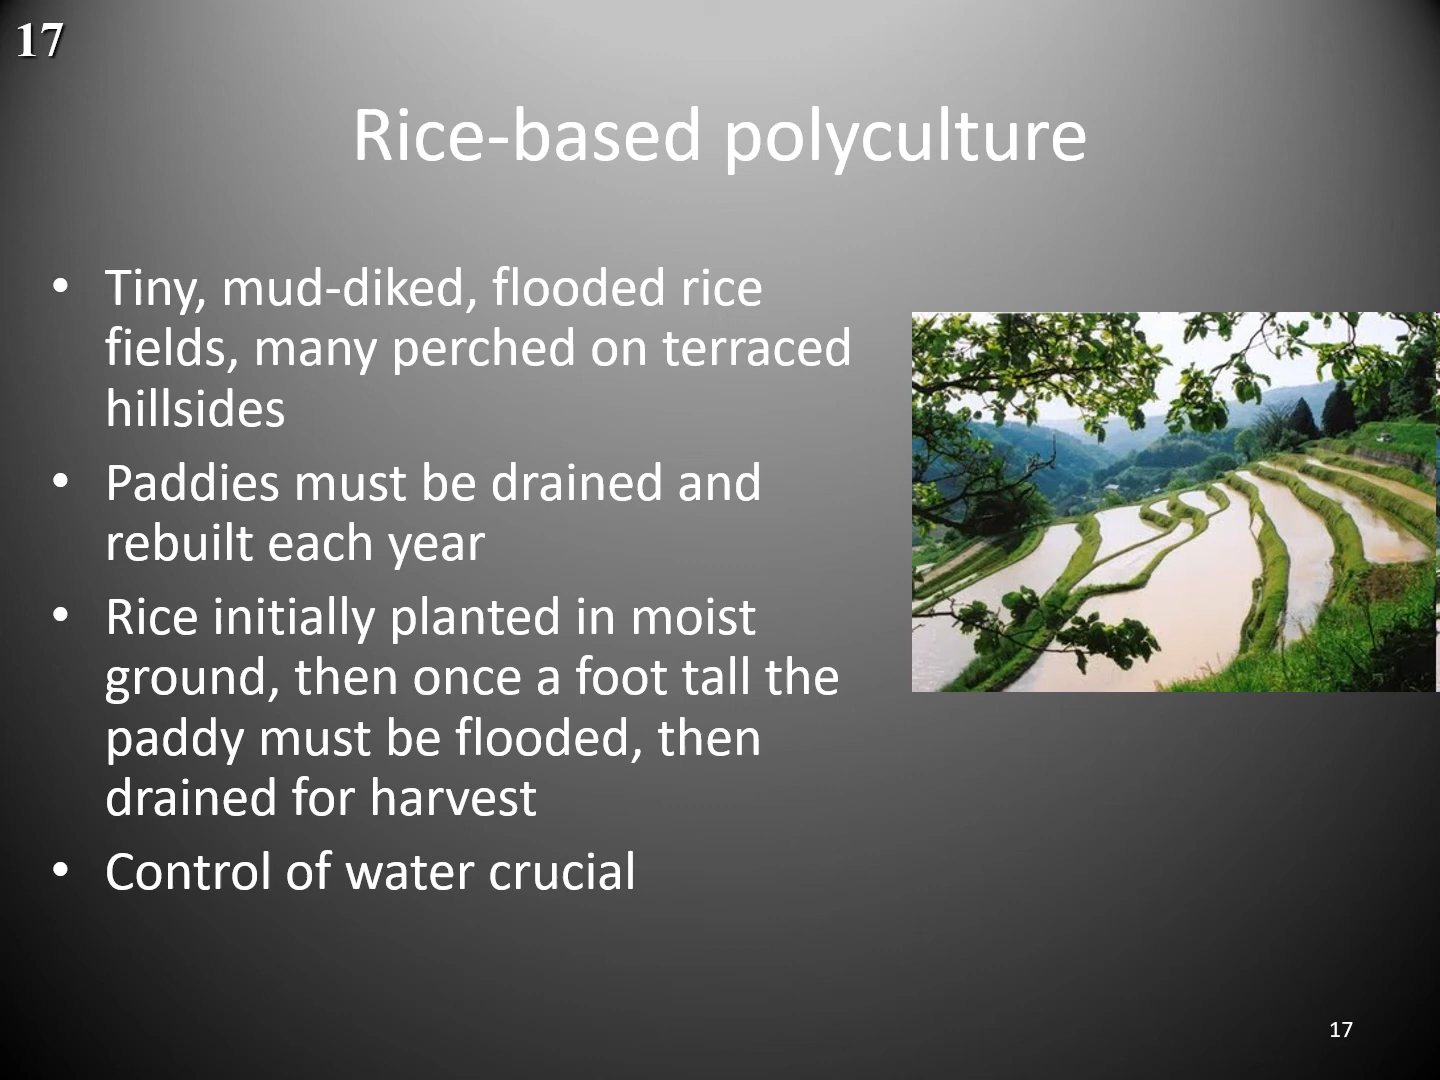 17
Rice-based polyculture
• Tiny, mud-diked, flooded rice
fields, many perched on terraced
hillsides
• Paddies must be drained and
rebuilt each year
• Rice initially planted in moist
ground, then once a foot tall the
paddy must be flooded, then
drained for harvest
• Control of water crucial
17